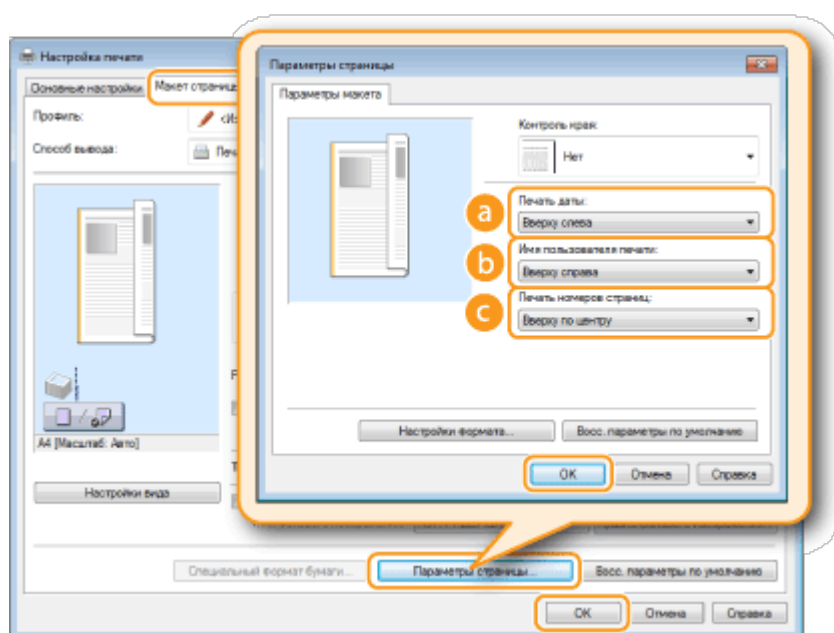 Настройка печати
Основные настройки
Макет страницы
Профиль:
Способ вывода:
A4 [Масштаб: Авто]
Настройки вида
Специальный формат бумаги...
Параметры страницы...
Восс. параметры по умолчанию
OK
Отмена
Справка
Параметры страницы
Параметры макета
Контроль края:
Нет
a
Печать даты:
Вверху слева
b
Имя пользователя печати:
Вверху справа
c
Печать номеров страниц:
Вверху по центру
Настройки формата...
Восс. параметры по умолчанию
OK
Отмена
Справка